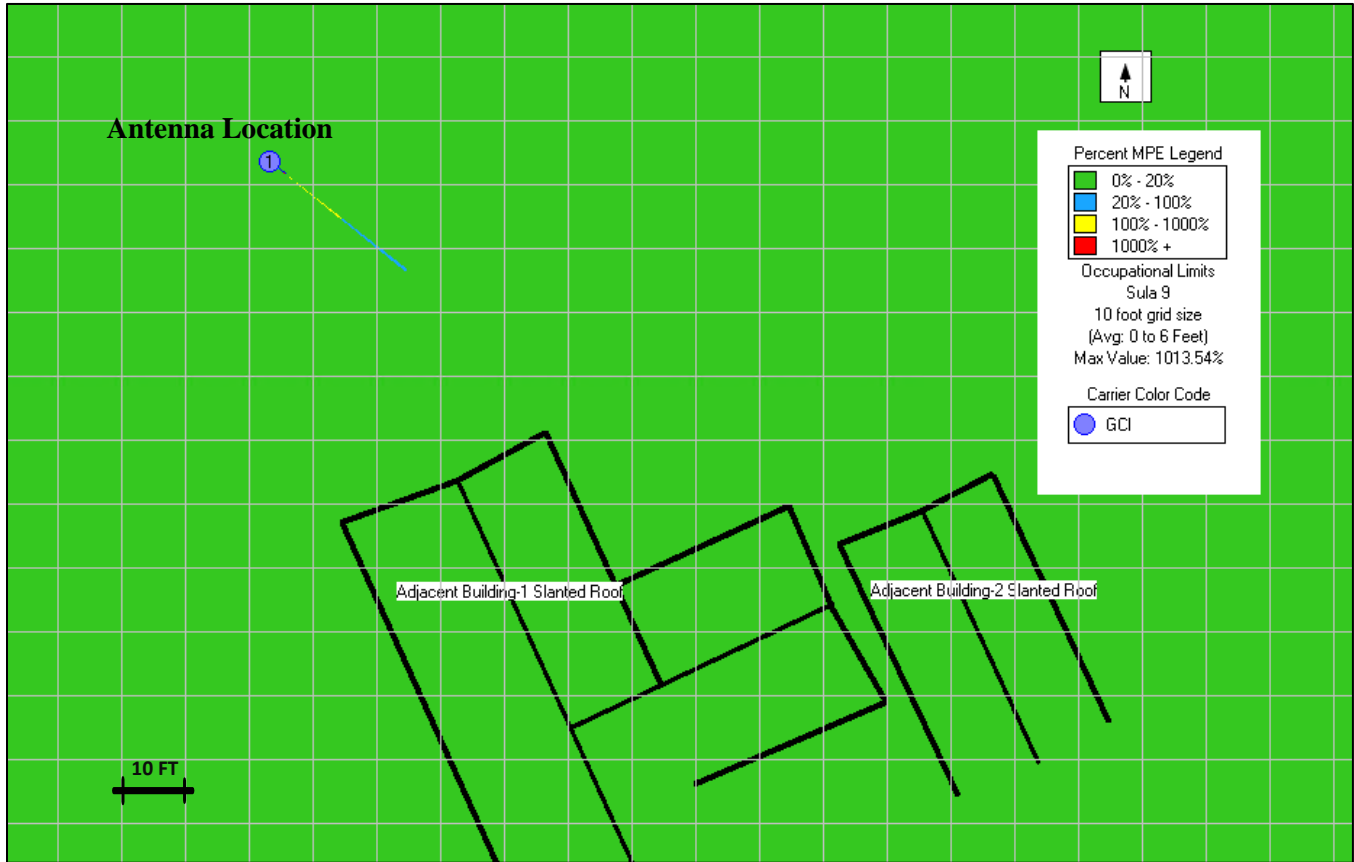 N
Antenna Location
1
Percent MPE Legend
0% - 20%
20% - 100%
100% - 1000%
1000% +
Occupational Limits
Sula 9
10 foot grid size
(Avg: 0 to 6 Feet)
Max Value: 1013.54%
Carrier Color Code
GCI
Adjacent Building-1 Slanted Roof
Adjacent Building-2 Slanted Roof
10 FT